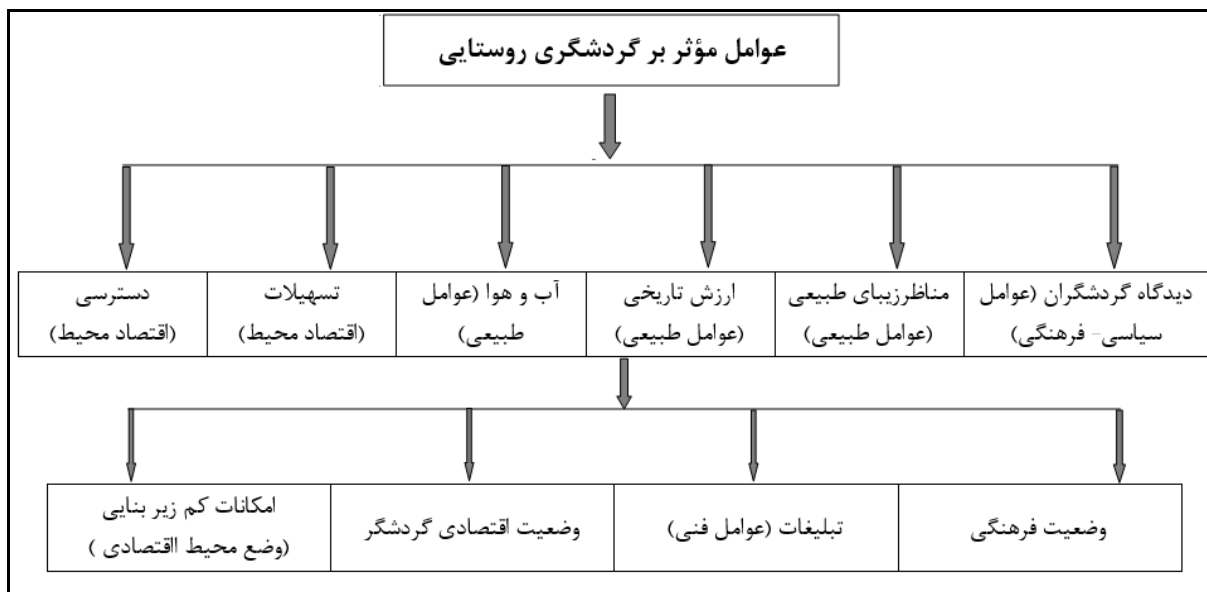 عوامل مؤثر بر گردشگری روستایی
دیدگاه گردشگران (عوامل
سیاسی- فرهنگی)
مناظرزیبای طبیعی
(عوامل طبیعی)
ارزش تاریخی
(عوامل طبیعی)
آب و هوا (عوامل
طبیعی)
تسهیلات
(اقتصاد محیط)
دسترسی
(اقتصاد محیط)
وضعیت فرهنگی
تبلیغات (عوامل فنی)
وضعیت اقتصادی گردشگر
امکانات کم زیر بنایی
(وضع محیط ااقتصادی )